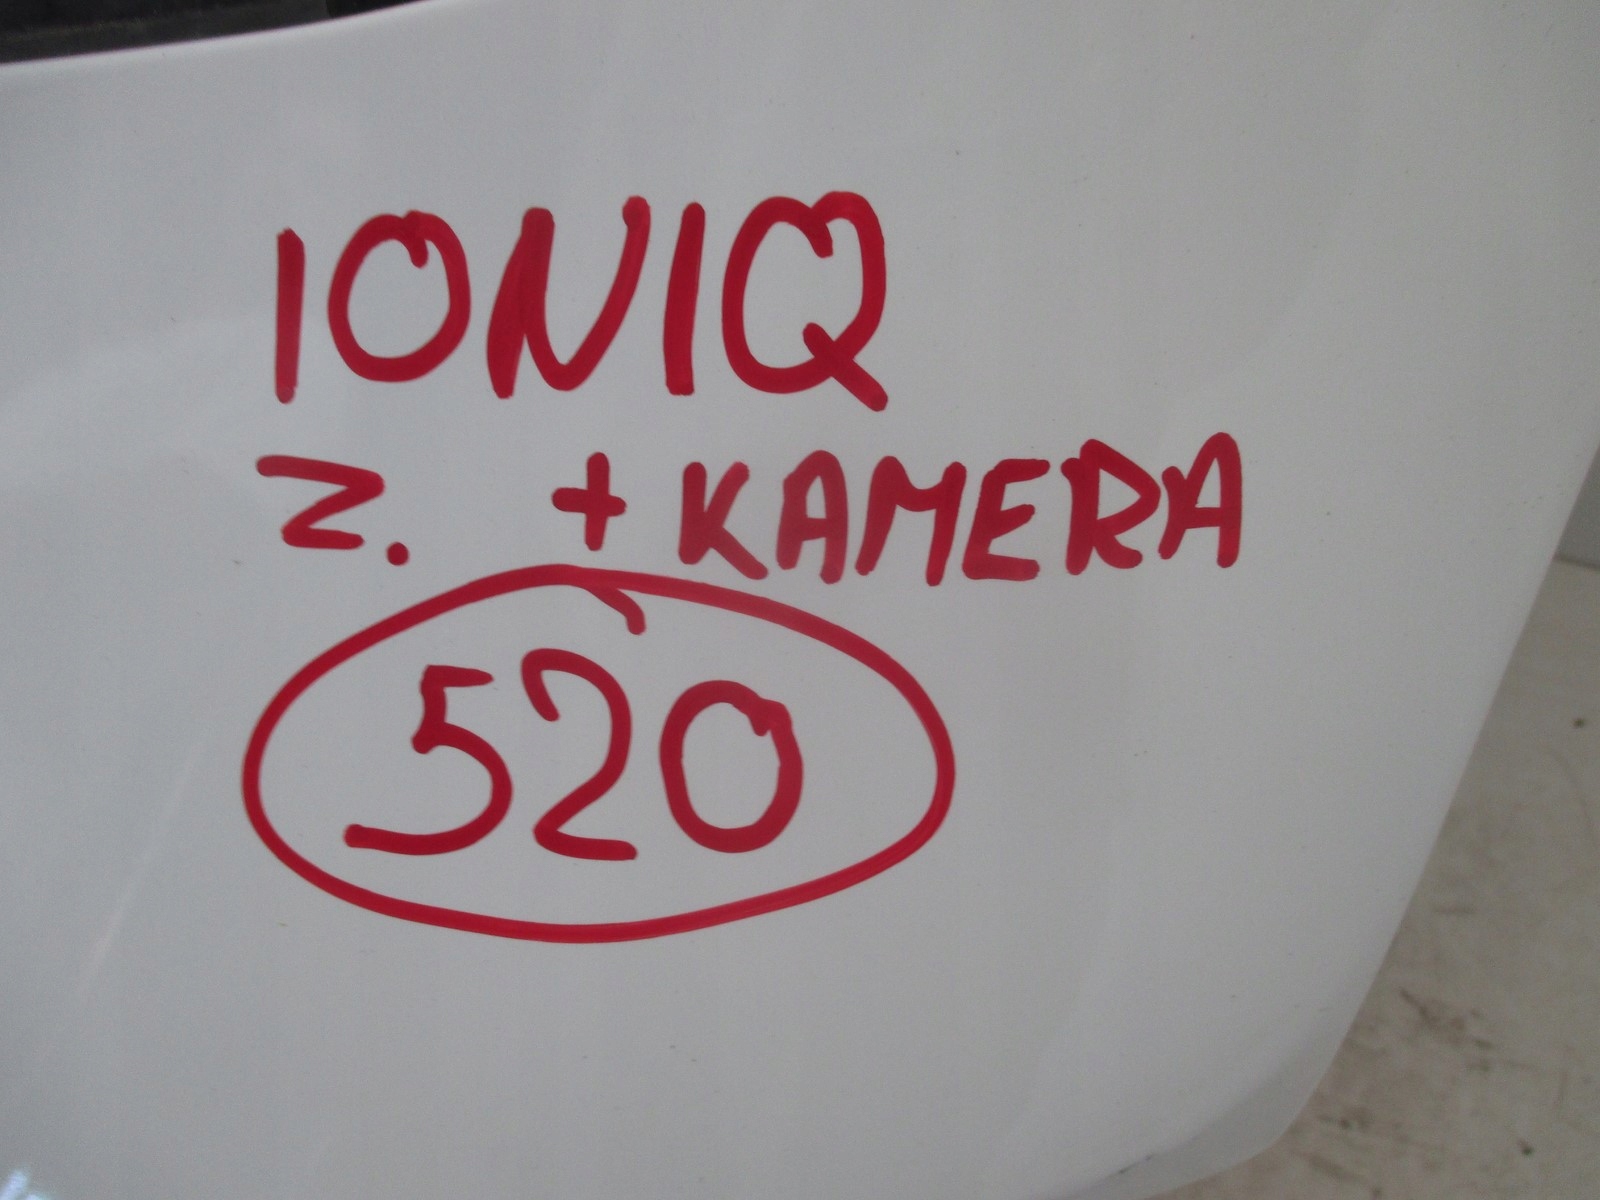 IONIQ
Z. + KAMERA
520